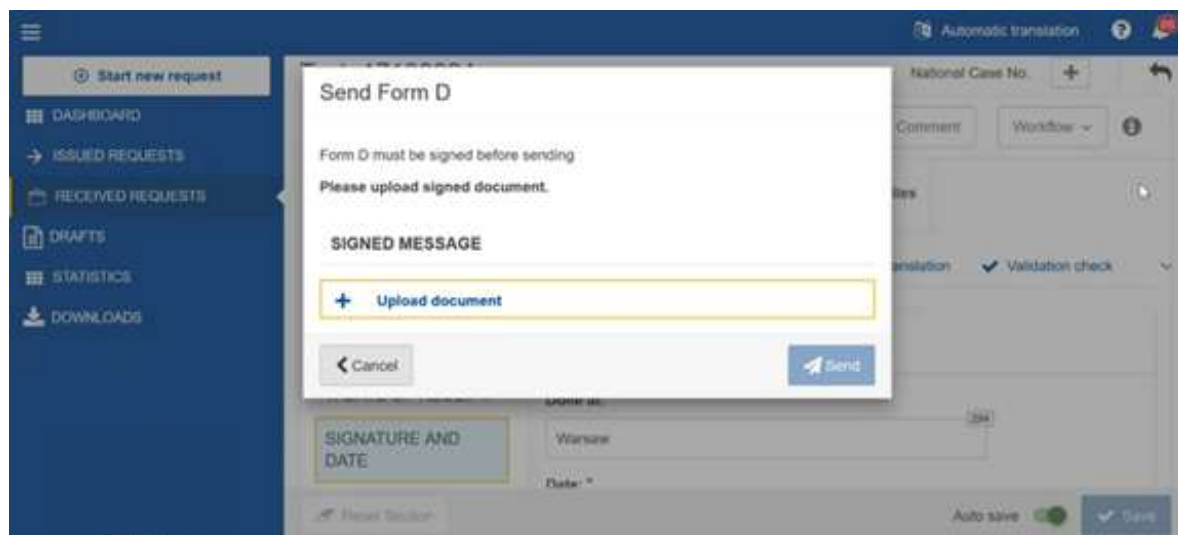 Automatic translation
Start new request
National Case No.
Send Form D
DASHBOARD
Comment
Workflow
ISSUED REQUESTS
Form D must be signed before sending
RECEIVED REQUESTS
Please upload signed document.
DRAFTS
SIGNED MESSAGE
STATISTICS
Validation check
Upload document
DOWNLOADS
Cancel
Send
Done at:
SIGNATURE AND
DATE
Warsaw
Date: *
Reset Section
Auto save
Save